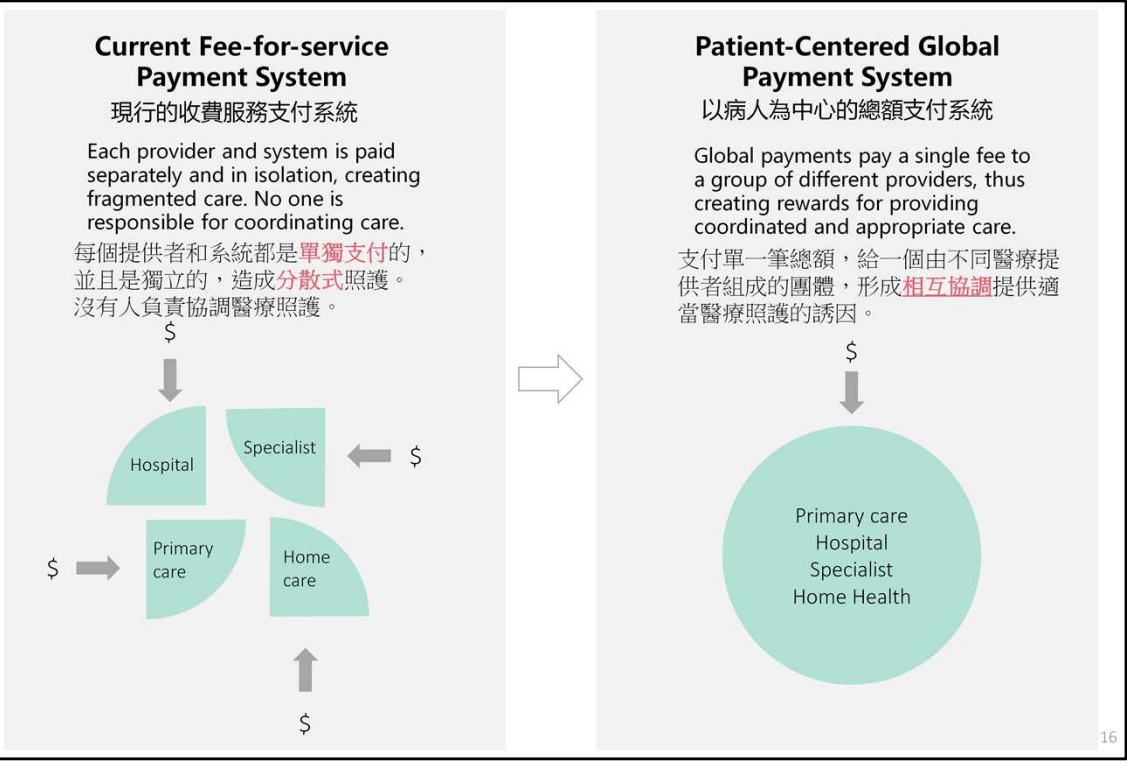 Current Fee-for-service
Payment System
現行的收費服務支付系統
Each provider and system is paid
separately and in isolation, creating
fragmented care. No one is
responsible for coordinating care.
每個提供者和系統都是單獨支付的，
並且是獨立的，造成分散式照護。
沒有人負責協調醫療照護。
$
Hospital
Specialist
$
$
Primary
care
Home
care
$
Patient-Centered Global
Payment System
以病人為中心的總額支付系統
Global payments pay a single fee to
a group of different providers, thus
creating rewards for providing
coordinated and appropriate care.
支付單一筆總額，給一個由不同醫療提
供者組成的團體，形成相互協調提供適
當醫療照護的誘因。
$
Primary care
Hospital
Specialist
Home Health
16